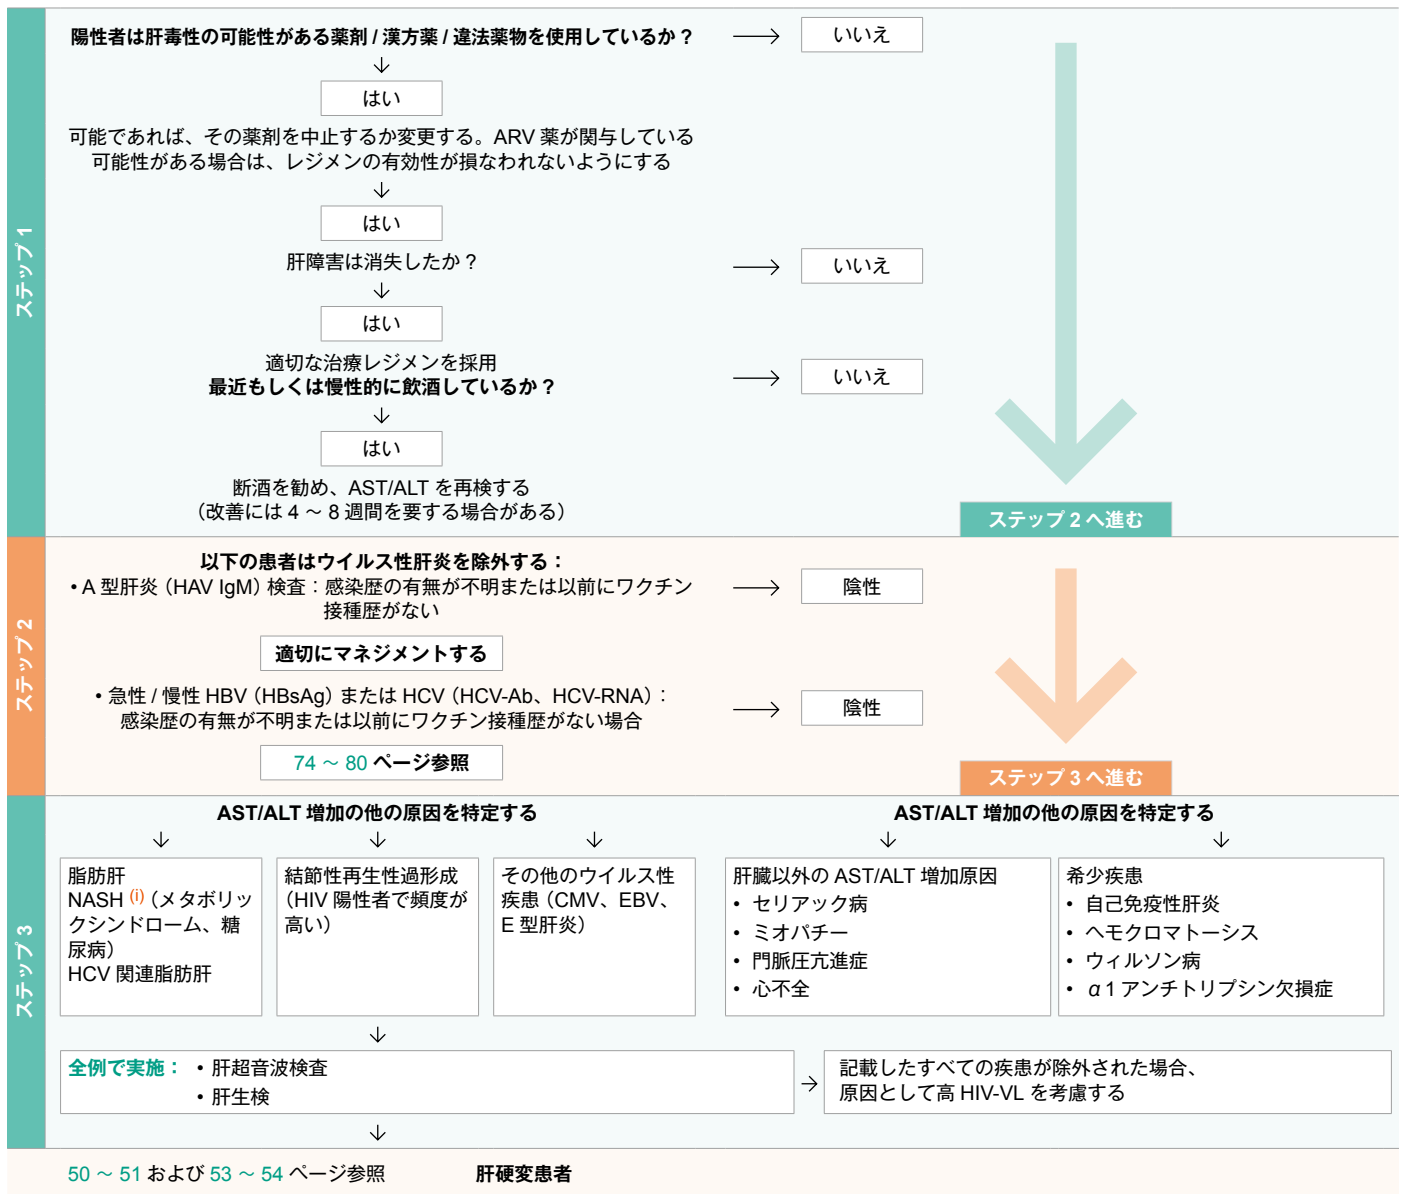 ステップ 1
陽性者は肝毒性の可能性がある薬剤 / 漢方薬 / 違法薬物を使用しているか？
いいえ
はい
可能であれば、その薬剤を中止するか変更する。ARV 薬が関与している
可能性がある場合は、レジメンの有効性が損なわれないようにする
はい
肝障害は消失したか？
いいえ
はい
適切な治療レジメンを採用
最近もしくは慢性的に飲酒しているか？
いいえ
はい
断酒を勧め、AST/ALT を再検する
（改善には 4 ～ 8 週間を要する場合がある）
ステップ 2 へ進む
ステップ 2
以下の患者はウイルス性肝炎を除外する：
• A 型肝炎（HAV IgM）検査：感染歴の有無が不明または以前にワクチン
接種歴がない
陰性
適切にマネジメントする
• 急性 / 慢性 HBV（HBsAg）または HCV（HCV-Ab、HCV-RNA）：
感染歴の有無が不明または以前にワクチン接種歴がない場合
陰性
74 ～ 80 ページ参照
ステップ 3 へ進む
ステップ 3
AST/ALT 増加の他の原因を特定する
脂肪肝
NASH (i)（メタボリッ
クシンドローム、糖
尿病）
HCV 関連脂肪肝
結節性再生性過形成
（HIV 陽性者で頻度が
高い）
その他のウイルス性
疾患（CMV、EBV、
E 型肝炎）
AST/ALT 増加の他の原因を特定する
肝臓以外の AST/ALT 増加原因
• セリアック病
• ミオパチー
• 門脈圧亢進症
• 心不全
希少疾患
• 自己免疫性肝炎
• ヘモクロマトーシス
• ウィルソン病
• α1 アンチトリプシン欠損症
全例で実施： • 肝超音波検査
• 肝生検
記載したすべての疾患が除外された場合、
原因として高 HIV-VL を考慮する
50 ～ 51 および 53 ～ 54 ページ参照 肝硬変患者